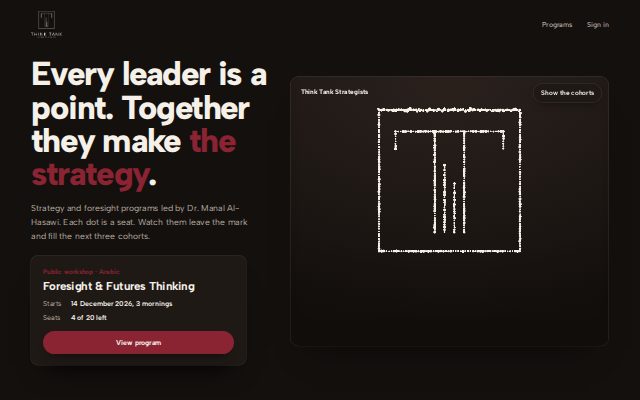 THINK TANK
Programs
Sign in
Every leader is a
point. Together
they make the
strategy.
Strategy and foresight programs led by Dr. Manal Al-
Hasawi. Each dot is a seat. Watch them leave the mark
and fill the next three cohorts.
Public workshop · Arabic
Foresight & Futures Thinking
Starts 14 December 2026, 3 mornings
Seats 4 of 20 left
View program
Think Tank Strategists
Show the cohorts